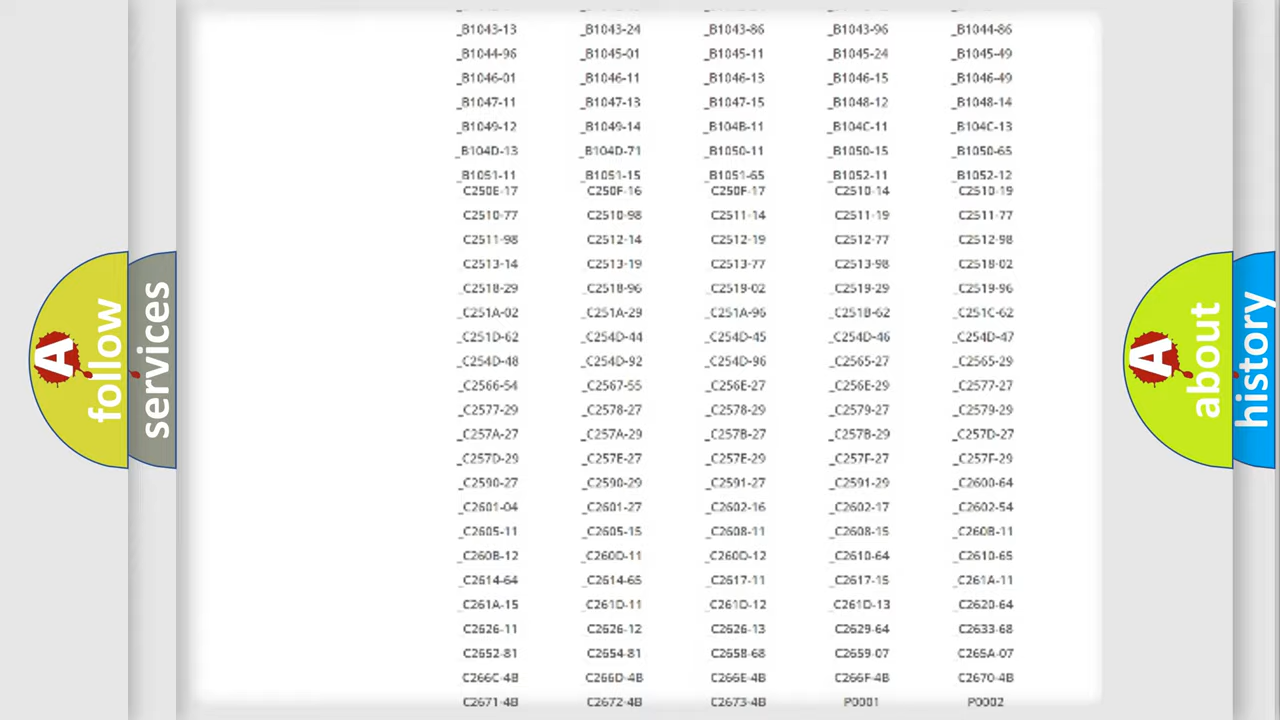 _B1043-13 _B1043-24 _B1043-86 _B1043-96 _B1044-86
_B1044-96 _B1045-01 _B1045-11 _B1045-24 _B1045-49
_B1046-01 _B1046-11 _B1046-13 _B1046-15 _B1046-49
_B1047-11 _B1047-13 _B1047-15 _B1048-12 _B1048-14
_B1049-12 _B1049-14 _B104B-11 _B104C-11 _B104C-13
_B104D-13 _B104D-71 _B1050-11 _B1050-15 _B1050-65
_B1051-11 _B1051-15 _B1051-65 _B1052-11 _B1052-12
C250E-17 C250F-16 C250F-17 C2510-14 C2510-19
C2510-77 C2510-98 C2511-14 C2511-19 C2511-77
C2511-98 C2512-14 C2512-19 C2512-77 C2512-98
C2513-14 C2513-19 C2513-77 C2513-98 C2518-02
_C2518-29 _C2518-96 _C2519-02 _C2519-29 _C2519-96
_C251A-02 _C251A-29 _C251A-96 _C251B-62 _C251C-62
_C251D-62 _C254D-44 _C254D-45 _C254D-46 _C254D-47
_C254D-48 _C254D-92 _C254D-96 _C2565-27 _C2565-29
_C2566-54 _C2567-55 _C256E-27 _C256E-29 _C2577-27
_C2577-29 _C2578-27 _C2578-29 _C2579-27 _C2579-29
_C257A-27 _C257A-29 _C257B-27 _C257B-29 _C257D-27
_C257D-29 _C257E-27 _C257E-29 _C257F-27 _C257F-29
_C2590-27 _C2590-29 _C2591-27 _C2591-29 _C2600-64
_C2601-04 _C2601-27 _C2602-16 _C2602-17 _C2602-54
_C2605-11 _C2605-15 _C2608-11 _C2608-15 _C260B-11
_C260B-12 _C260D-11 _C260D-12 _C2610-64 _C2610-65
_C2614-64 _C2614-65 _C2617-11 _C2617-15 _C261A-11
_C261A-15 _C261D-11 _C261D-12 _C261D-13 _C2620-64
C2626-11 C2626-12 C2626-13 C2629-64 C2633-68
C2652-81 C2654-81 C2658-68 C2659-07 C265A-07
C266C-4B C266D-4B C266E-4B C266F-4B C2670-4B
C2671-4B C2672-4B C2673-4B P0001 P0002
A follow
services
A about
history